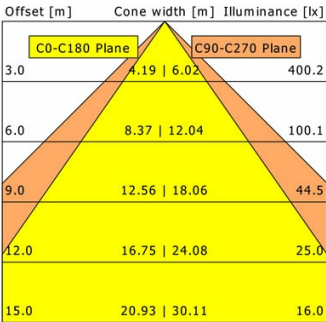 Offset [m] Cone width [m] Illuminance [lx]
C0-C180 Plane C90-C270 Plane
3.0 4.19 | 6.02 400.2
6.0 8.37 | 12.04 100.1
9.0 12.56 | 18.06 44.5
12.0 16.75 | 24.08 25.0
15.0 20.93 | 30.11 16.0